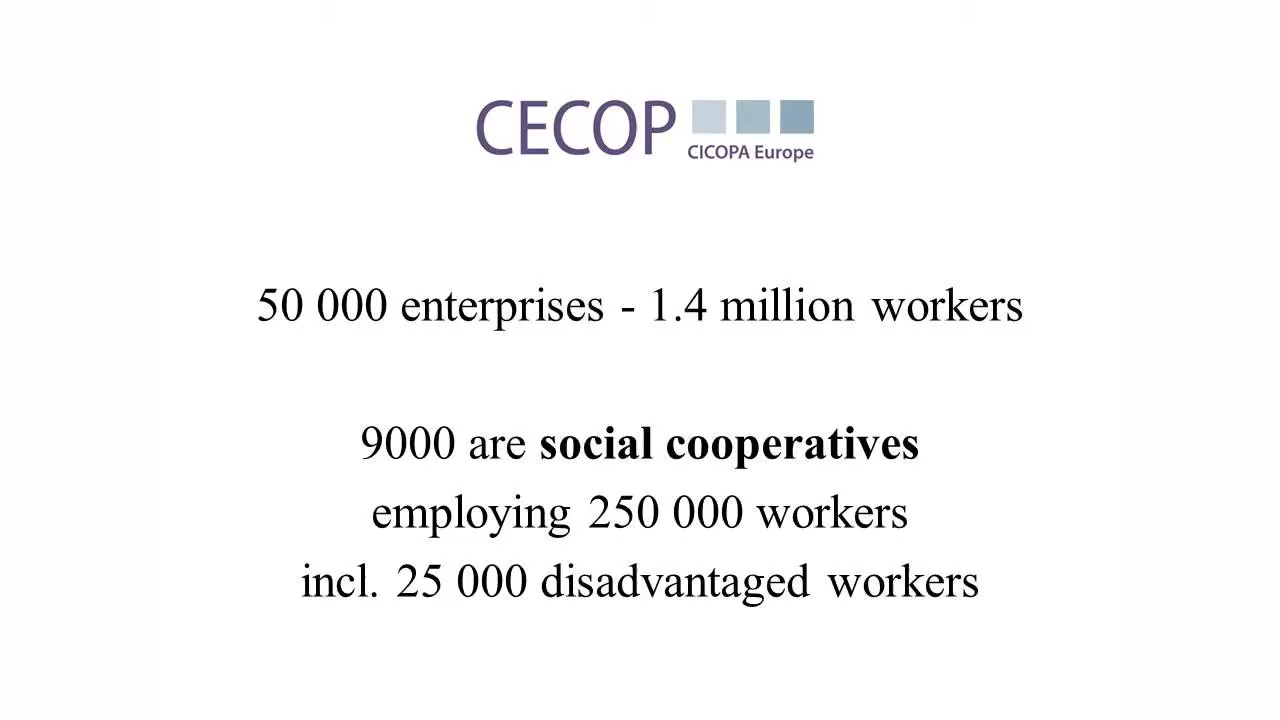 CECOP
CICOPA Europe
50 000 enterprises - 1.4 million workers
9000 are social cooperatives
employing 250 000 workers
incl. 25 000 disadvantaged workers